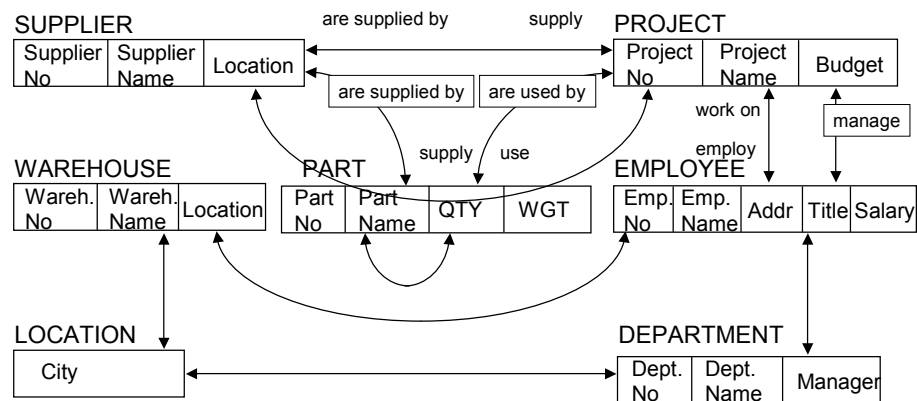 SUPPLIER
are supplied by
supply
PROJECT
Supplier
No
Supplier
Name
Location
Project
No
Project
Name
Budget
are supplied by
are used by
work on
manage
employ
supply
use
WAREHOUSE
PART
EMPLOYEE
Wareh.
No
Wareh.
Name
Location
Part
No
Part
Name
QTY
WGT
Emp.
No
Emp.
Name
Addr
Title
Salary
LOCATION
City
DEPARTMENT
Dept.
No
Dept.
Name
Manager